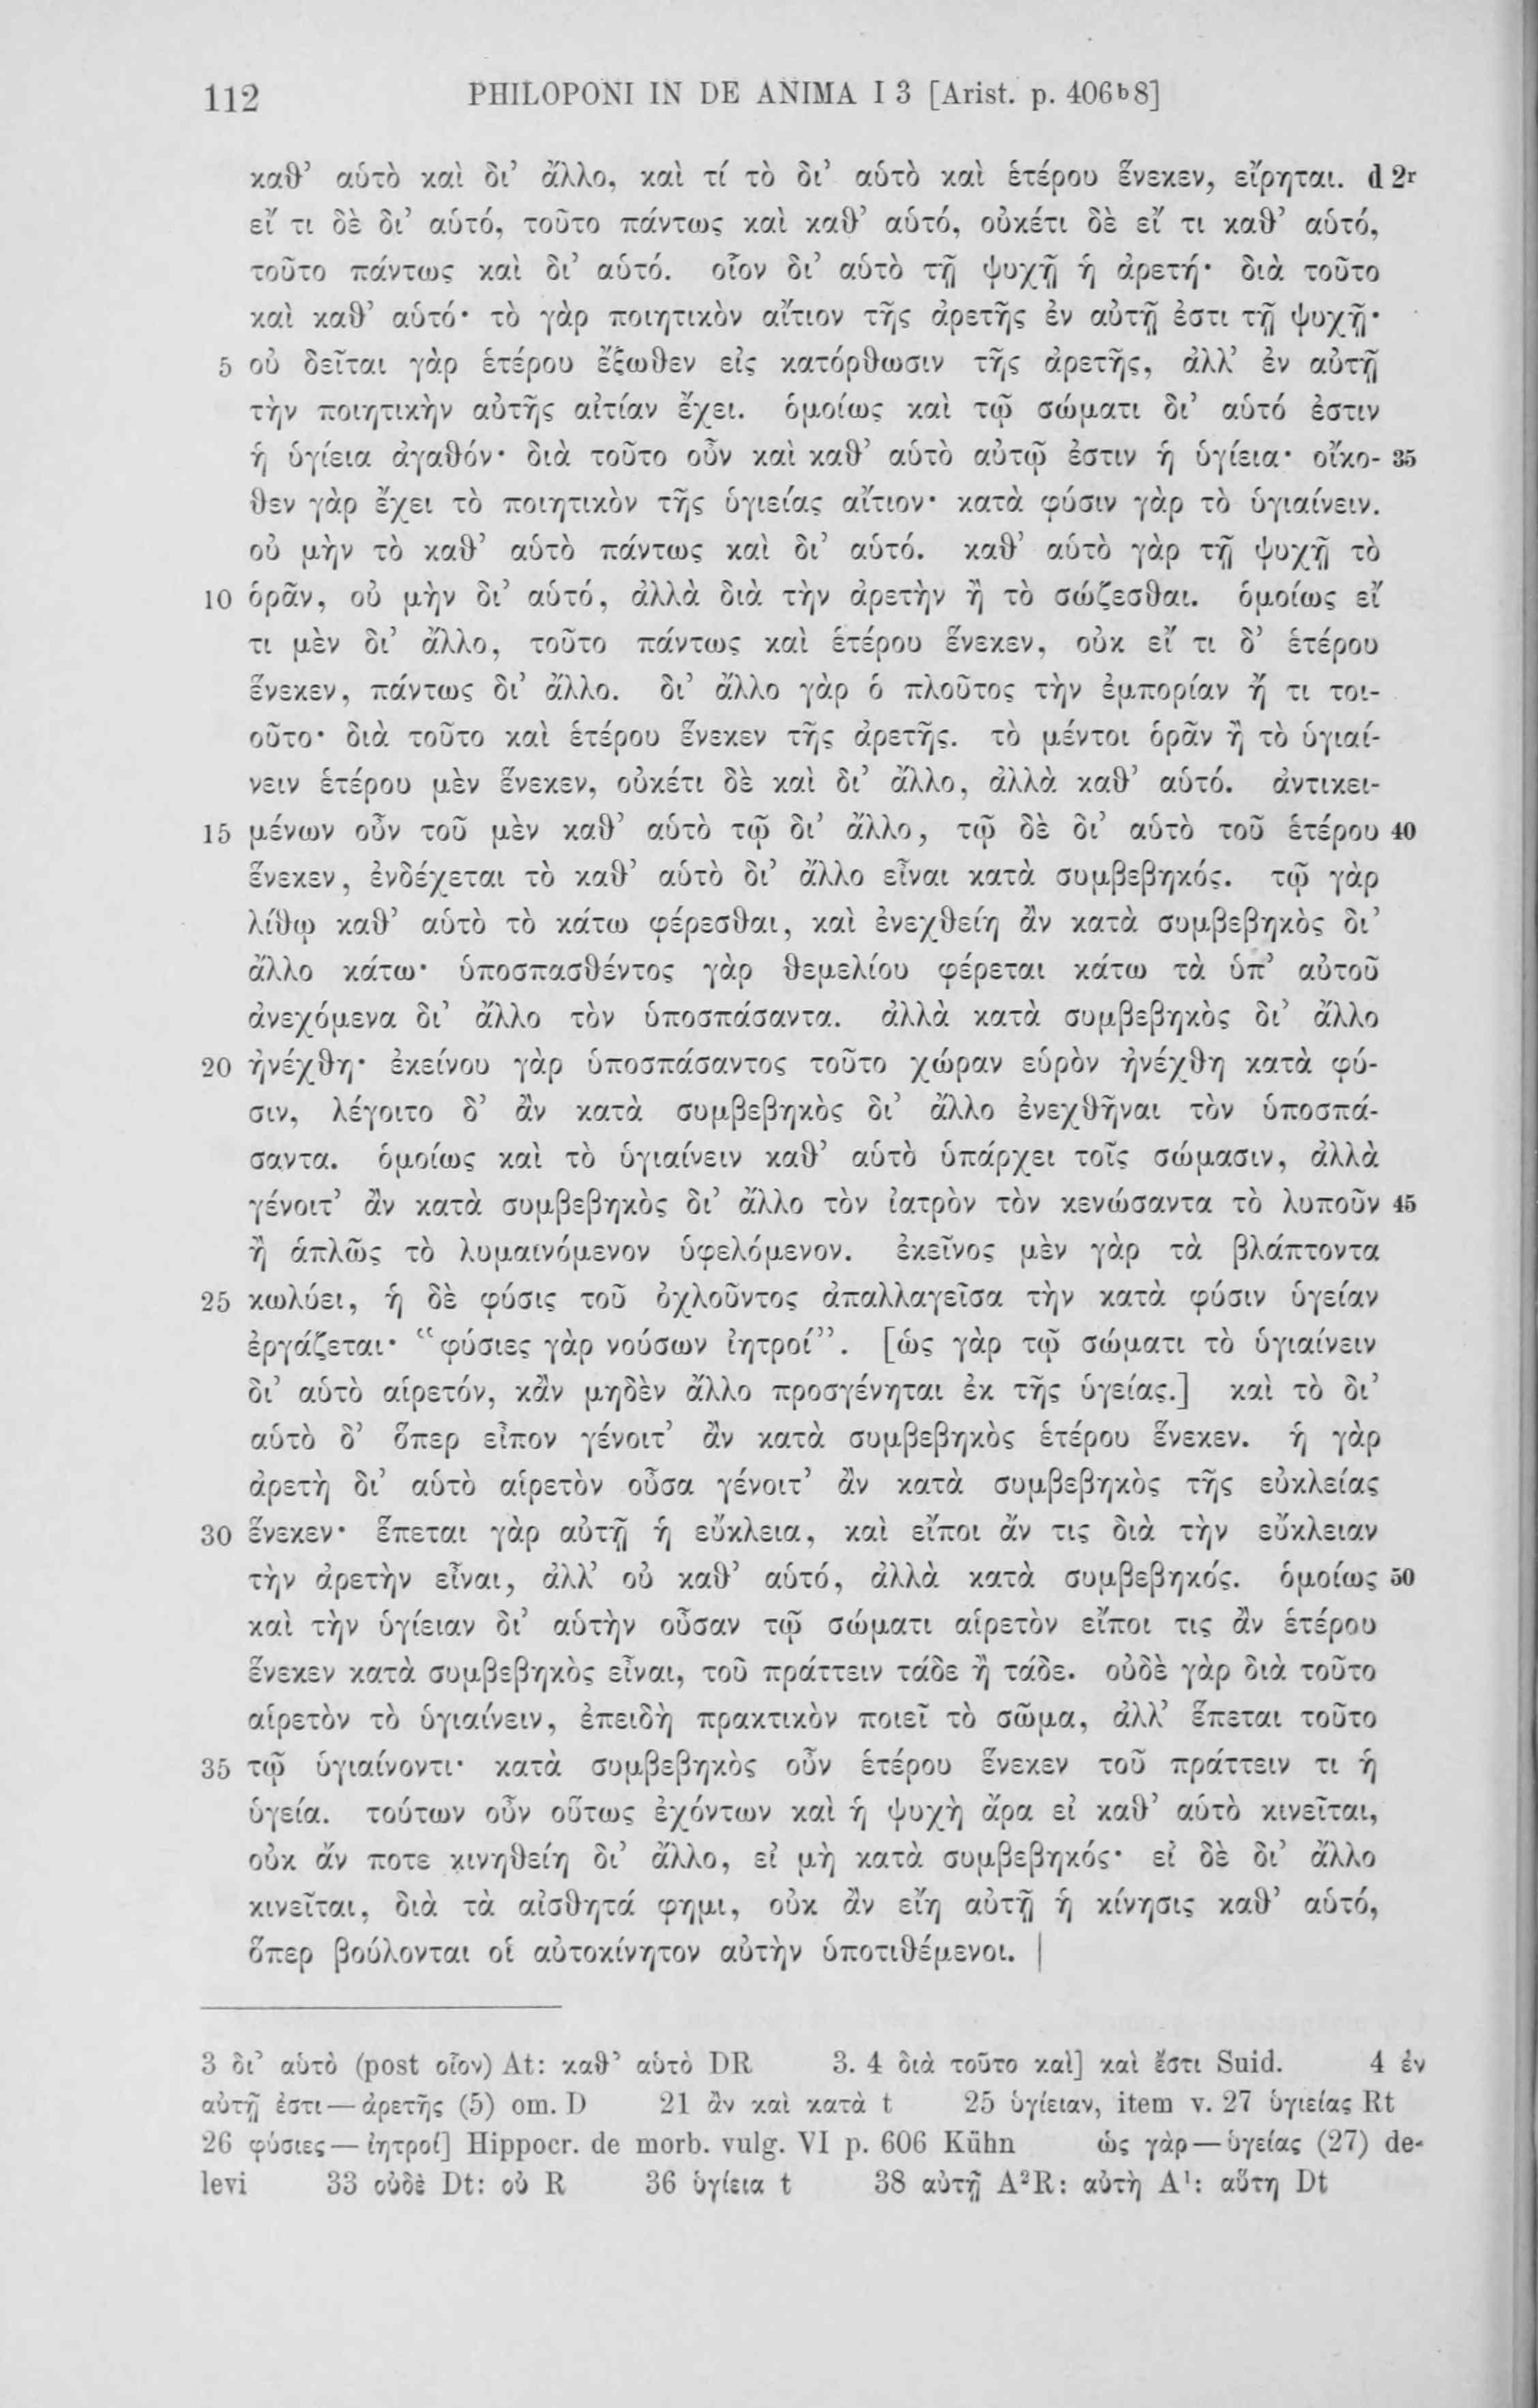 112 PHILOPONI IN DE ANIMA I 3 [Arist. p. 406ᵇ8]
καθ’ αὑτὸ καὶ δι’ ἄλλο, καὶ τί τὸ δι’ αὑτὸ καὶ ἑτέρου ἕνεκεν, εἴρηται. d 2ʳ
εἴ τι δὲ δι’ αὑτό, τοῦτο πάντως καὶ καθ’ αὑτό, οὐκέτι δὲ εἴ τι καθ’ αὑτό,
τοῦτο πάντως καὶ δι’ αὑτό. οἷον δι’ αὑτὸ τῇ ψυχῇ ἡ ἀρετή· διὰ τοῦτο
καὶ καθ’ αὑτό· τὸ γὰρ ποιητικὸν αἴτιον τῆς ἀρετῆς ἐν αὐτῇ ἐστι τῇ ψυχῇ·
5 οὐ δεῖται γὰρ ἑτέρου ἔξωθεν εἰς κατόρθωσιν τῆς ἀρετῆς, ἀλλ’ ἐν αὐτῇ
τὴν ποιητικὴν αὐτῆς αἰτίαν ἔχει. ὁμοίως καὶ τῷ σώματι δι’ αὑτό ἐστιν
ἡ ὑγίεια ἀγαθόν· διὰ τοῦτο οὖν καὶ καθ’ αὑτὸ αὐτῷ ἐστιν ἡ ὑγίεια· οἴκο- 35
θεν γὰρ ἔχει τὸ ποιητικὸν τῆς ὑγιείας αἴτιον· κατὰ φύσιν γὰρ τὸ ὑγιαίνειν.
οὐ μὴν τὸ καθ’ αὑτὸ πάντως καὶ δι’ αὑτό. καθ’ αὑτὸ γὰρ τῇ ψυχῇ τὸ
10 ὁρᾶν, οὐ μὴν δι’ αὑτό, ἀλλὰ διὰ τὴν ἀρετὴν ἢ τὸ σώζεσθαι. ὁμοίως εἴ
τι μὲν δι’ ἄλλο, τοῦτο πάντως καὶ ἑτέρου ἕνεκεν, οὐκ εἴ τι δ’ ἑτέρου
ἕνεκεν, πάντως δι’ ἄλλο. δι’ ἄλλο γὰρ ὁ πλοῦτος τὴν ἐμπορίαν ἤ τι τοι-
οῦτο· διὰ τοῦτο καὶ ἑτέρου ἕνεκεν τῆς ἀρετῆς. τὸ μέντοι ὁρᾶν ἢ τὸ ὑγιαί-
νειν ἑτέρου μὲν ἕνεκεν, οὐκέτι δὲ καὶ δι’ ἄλλο, ἀλλὰ καθ’ αὑτό. ἀντικει-
15 μένων οὖν τοῦ μὲν καθ’ αὑτὸ τῷ δι’ ἄλλο, τῷ δὲ δι’ αὑτὸ τοῦ ἑτέρου 40
ἕνεκεν, ἐνδέχεται τὸ καθ’ αὑτὸ δι’ ἄλλο εἶναι κατὰ συμβεβηκός. τῷ γὰρ
λίθῳ καθ’ αὑτὸ τὸ κάτω φέρεσθαι, καὶ ἐνεχθείη ἂν κατὰ συμβεβηκὸς δι’
ἄλλο κάτω· ὑποσπασθέντος γὰρ θεμελίου φέρεται κάτω τὰ ὑπ’ αὐτοῦ
ἀνεχόμενα δι’ ἄλλο τὸν ὑποσπάσαντα. ἀλλὰ κατὰ συμβεβηκὸς δι’ ἄλλο
20 ἠνέχθη· ἐκείνου γὰρ ὑποσπάσαντος τοῦτο χώραν εὑρὸν ἠνέχθη κατὰ φύ-
σιν, λέγοιτο δ’ ἂν κατὰ συμβεβηκὸς δι’ ἄλλο ἐνεχθῆναι τὸν ὑποσπά-
σαντα. ὁμοίως καὶ τὸ ὑγιαίνειν καθ’ αὑτὸ ὑπάρχει τοῖς σώμασιν, ἀλλὰ
γένοιτ’ ἂν κατὰ συμβεβηκὸς δι’ ἄλλο τὸν ἰατρὸν τὸν κενώσαντα τὸ λυποῦν 45
ἢ ἁπλῶς τὸ λυμαινόμενον ὑφελόμενον. ἐκεῖνος μὲν γὰρ τὰ βλάπτοντα
25 κωλύει, ἡ δὲ φύσις τοῦ ὀχλοῦντος ἀπαλλαγεῖσα τὴν κατὰ φύσιν ὑγείαν
ἐργάζεται· “φύσιες γὰρ νούσων ἰητροί”. [ὡς γὰρ τῷ σώματι τὸ ὑγιαίνειν
δι’ αὑτὸ αἱρετόν, κἂν μηδὲν ἄλλο προσγένηται ἐκ τῆς ὑγείας.] καὶ τὸ δι’
αὑτὸ δ’ ὅπερ εἶπον γένοιτ’ ἂν κατὰ συμβεβηκὸς ἑτέρου ἕνεκεν. ἡ γὰρ
ἀρετὴ δι’ αὑτὸ αἱρετὸν οὖσα γένοιτ’ ἂν κατὰ συμβεβηκὸς τῆς εὐκλείας
30 ἕνεκεν· ἕπεται γὰρ αὐτῇ ἡ εὔκλεια, καὶ εἴποι ἄν τις διὰ τὴν εὔκλειαν
τὴν ἀρετὴν εἶναι, ἀλλ’ οὐ καθ’ αὑτό, ἀλλὰ κατὰ συμβεβηκός. ὁμοίως 50
καὶ τὴν ὑγίειαν δι’ αὑτὴν οὖσαν τῷ σώματι αἱρετὸν εἴποι τις ἂν ἑτέρου
ἕνεκεν κατὰ συμβεβηκὸς εἶναι, τοῦ πράττειν τάδε ἢ τάδε. οὐδὲ γὰρ διὰ τοῦτο
αἱρετὸν τὸ ὑγιαίνειν, ἐπειδὴ πρακτικὸν ποιεῖ τὸ σῶμα, ἀλλ’ ἕπεται τοῦτο
35 τῷ ὑγιαίνοντι· κατὰ συμβεβηκὸς οὖν ἑτέρου ἕνεκεν τοῦ πράττειν τι ἡ
ὑγεία. τούτων οὖν οὕτως ἐχόντων καὶ ἡ ψυχὴ ἄρα εἰ καθ’ αὑτὸ κινεῖται,
οὐκ ἄν ποτε κινηθείη δι’ ἄλλο, εἰ μὴ κατὰ συμβεβηκός· εἰ δὲ δι’ ἄλλο
κινεῖται, διὰ τὰ αἰσθητά φημι, οὐκ ἂν εἴη αὐτῇ ἡ κίνησις καθ’ αὑτό,
ὅπερ βούλονται οἱ αὐτοκίνητον αὐτὴν ὑποτιθέμενοι. |
3 δι’ αὑτὸ (post οἷον) At: καθ’ αὑτὸ DR 3. 4 διὰ τοῦτο καὶ] καὶ ἔστι Suid. 4 ἐν
αὐτῇ ἐστι — ἀρετῆς (5) om. D 21 ἂν καὶ κατὰ t 25 ὑγίειαν, item v. 27 ὑγιείας Rt
26 φύσιες — ἰητροί] Hippocr. de morb. vulg. VI p. 606 Kühn ὡς γὰρ — ὑγείας (27) de-
levi 33 οὐδὲ Dt: οὐ R 36 ὑγίεια t 38 αὐτῇ A²R: αὐτὴ A¹: αὕτη Dt